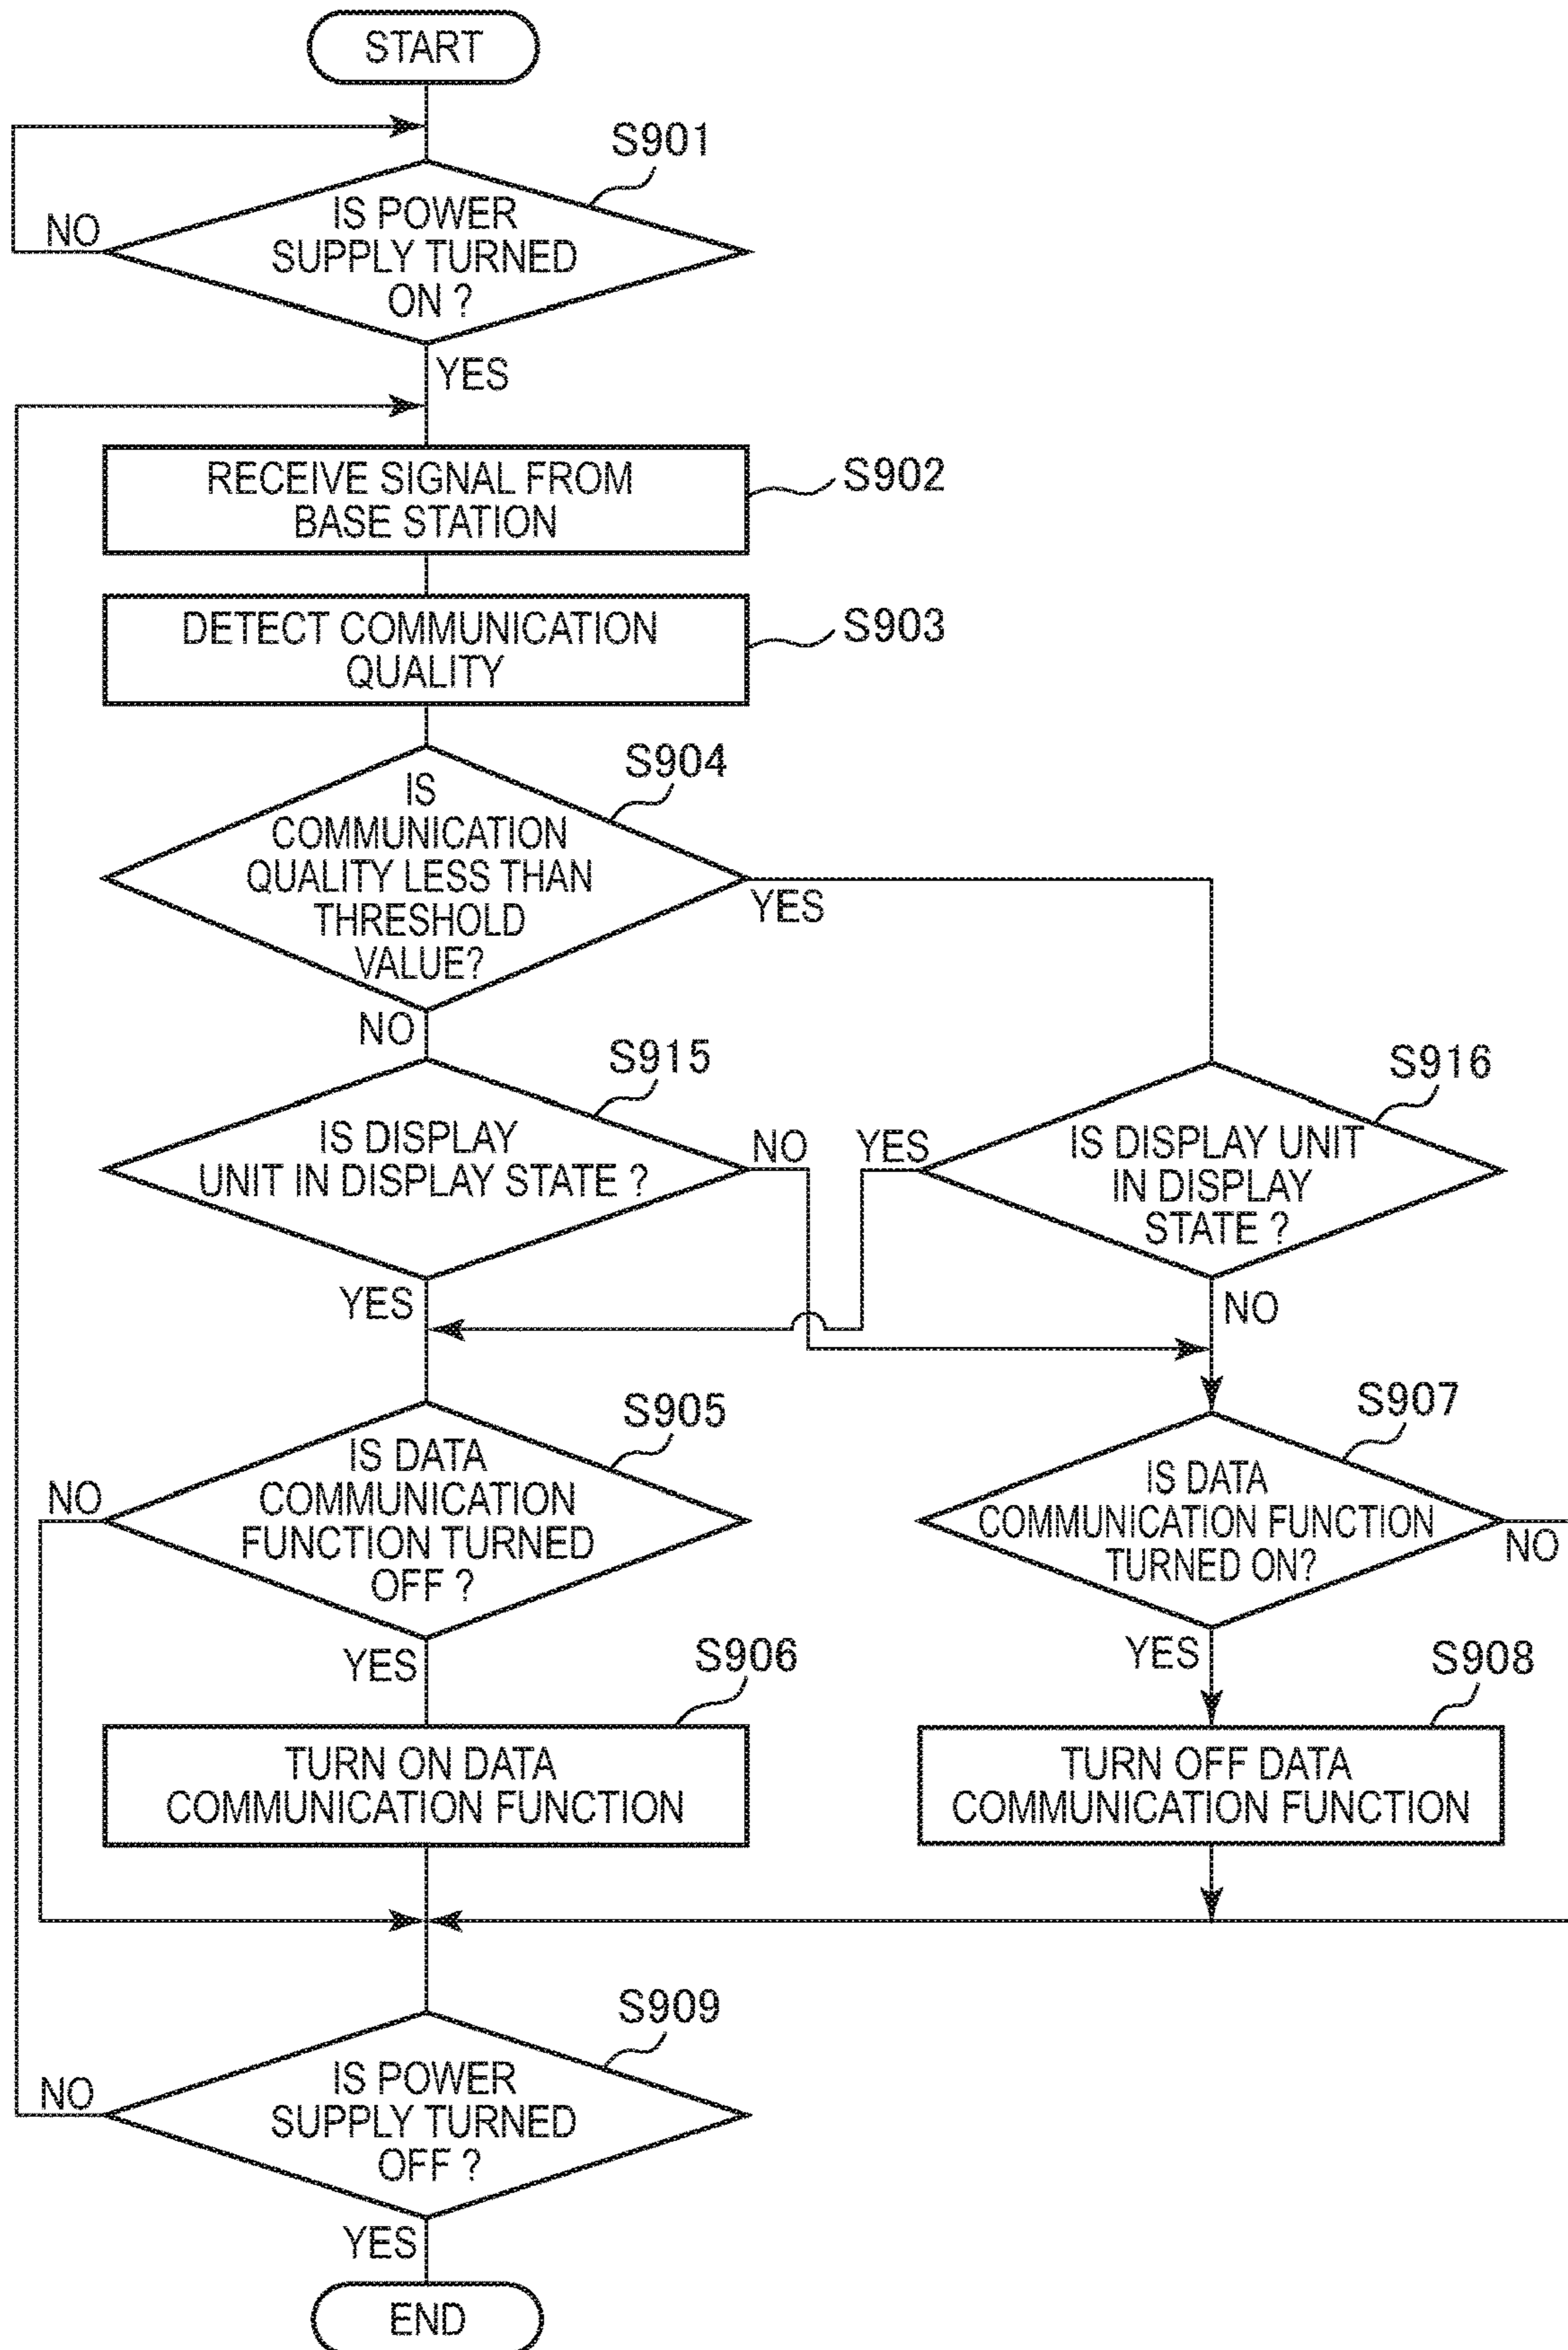 START
S901
IS POWER
SUPPLY TURNED
ON ?
NO
YES
RECEIVE SIGNAL FROM
BASE STATION
S902
DETECT COMMUNICATION
QUALITY
S903
S904
IS
COMMUNICATION
QUALITY LESS THAN
THRESHOLD
VALUE?
YES
NO
S915
IS DISPLAY
UNIT IN DISPLAY STATE ?
NO
YES
S916
IS DISPLAY UNIT
IN DISPLAY
STATE ?
YES
NO
S905
IS DATA
COMMUNICATION
FUNCTION TURNED
OFF ?
NO
YES
S907
IS DATA
COMMUNICATION FUNCTION
TURNED ON?
NO
YES
S906
TURN ON DATA
COMMUNICATION FUNCTION
S908
TURN OFF DATA
COMMUNICATION FUNCTION
S909
IS POWER
SUPPLY TURNED
OFF ?
NO
YES
END